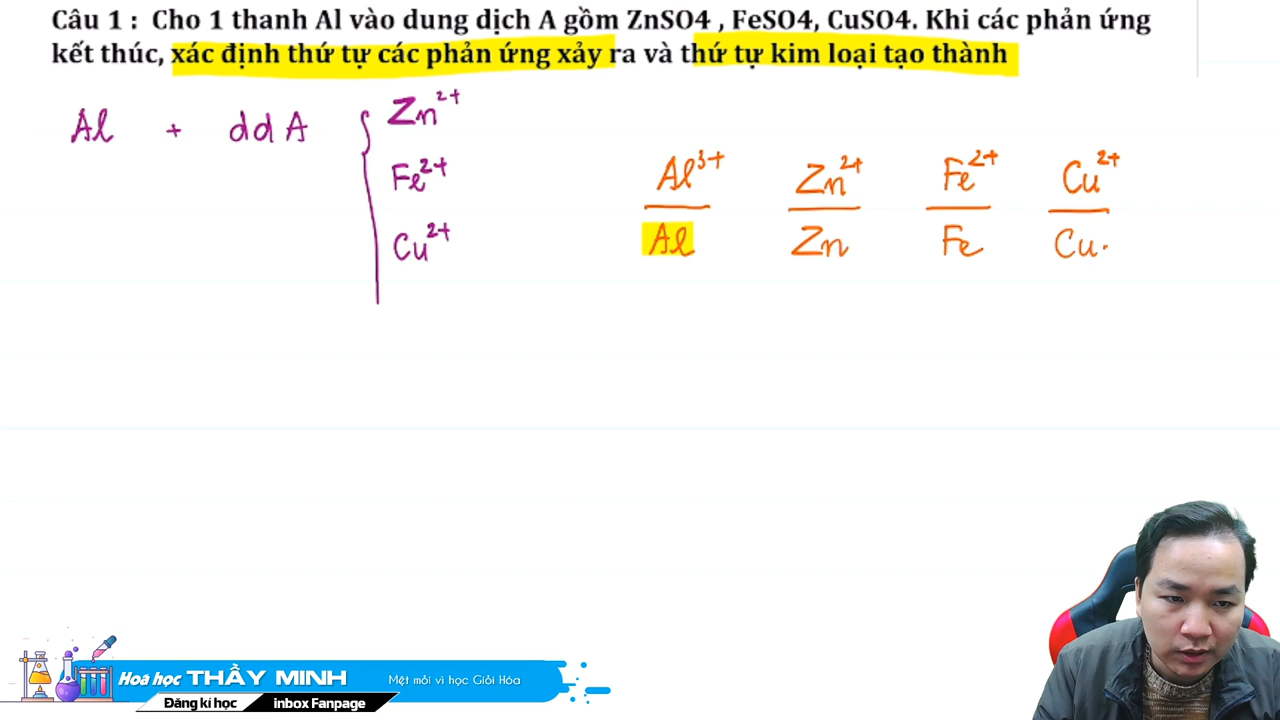 Câu 1 : Cho 1 thanh Al vào dung dịch A gồm ZnSO4 , FeSO4, CuSO4. Khi các phản ứng
kết thúc, xác định thứ tự các phản ứng xảy ra và thứ tự kim loại tạo thành
Al + dd A { Zn²⁺
Fe²⁺
Cu²⁺
Al³⁺ Zn²⁺ Fe²⁺ Cu²⁺
Al Zn Fe Cu.
Hoá học THẦY MINH
Mệt mỏi vì học Giỏi Hóa
Đăng kí học inbox Fanpage